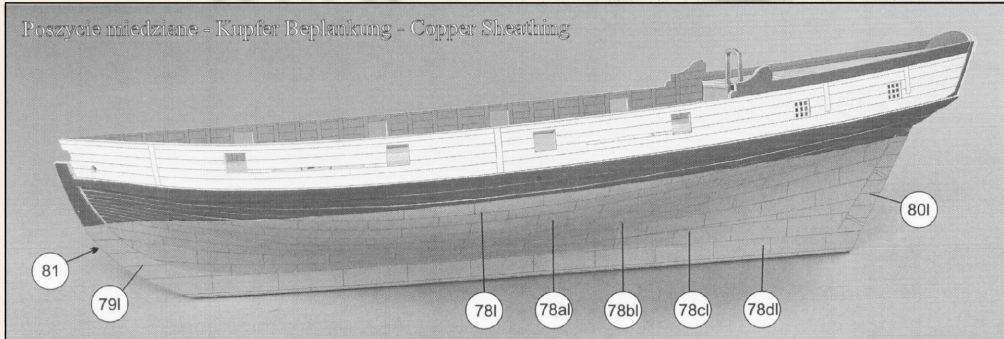 Poszycie miedziane - Kupfer Beplankung - Copper Sheathing
80l
81
79l
78l
78al
78bl
78cl
78dl